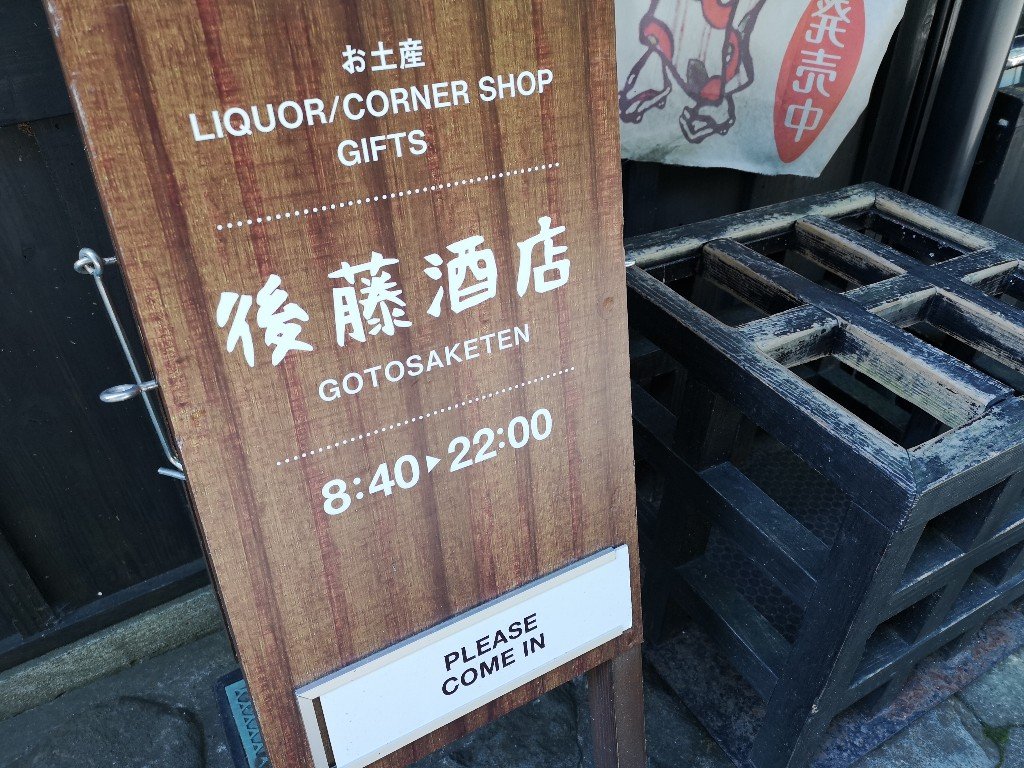 お土産
LIQUOR/CORNER SHOP
GIFTS
後藤酒店
GOTOSAKETEN
8:40▶22:00
PLEASE
COME IN
発売中